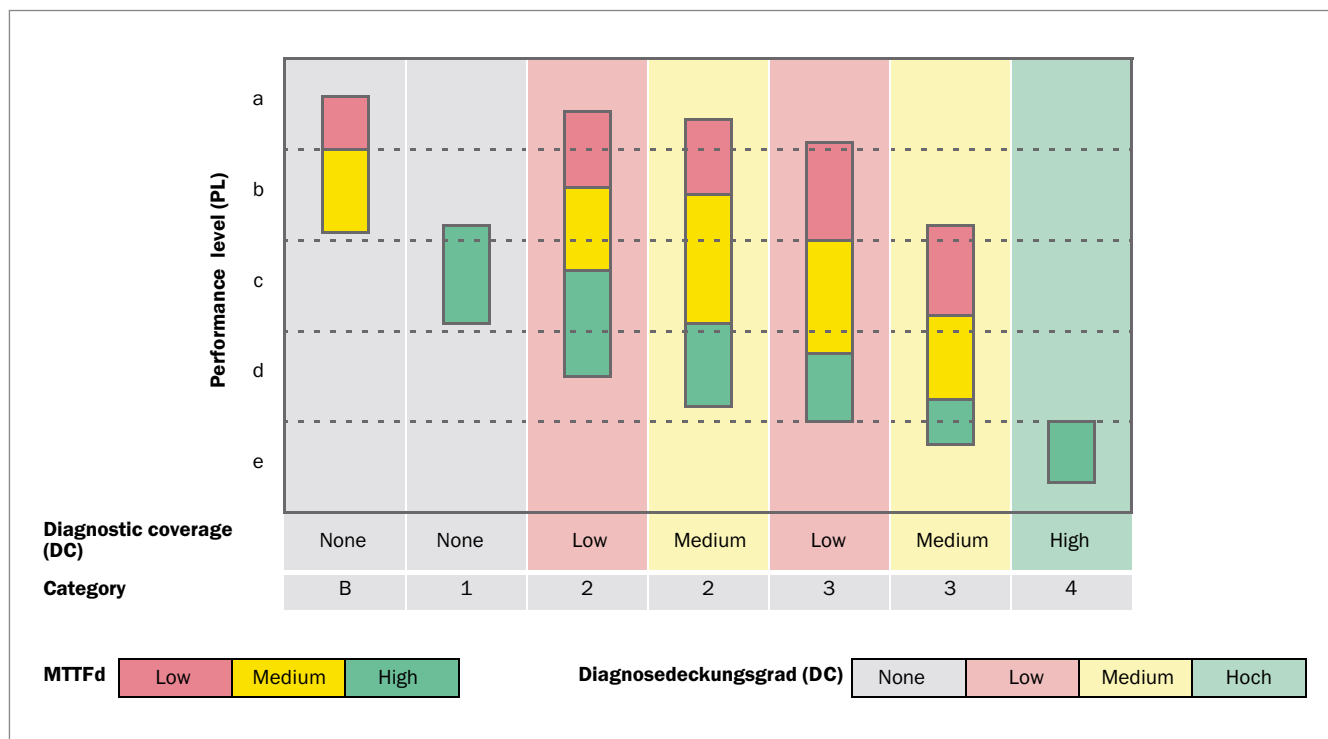 Performance level (PL)
a
b
c
d
e
Diagnostic coverage
(DC)
None None Low Medium Low Medium High
Category
B 1 2 2 3 3 4
MTTFd Low Medium High
Diagnosedeckungsgrad (DC) None Low Medium Hoch